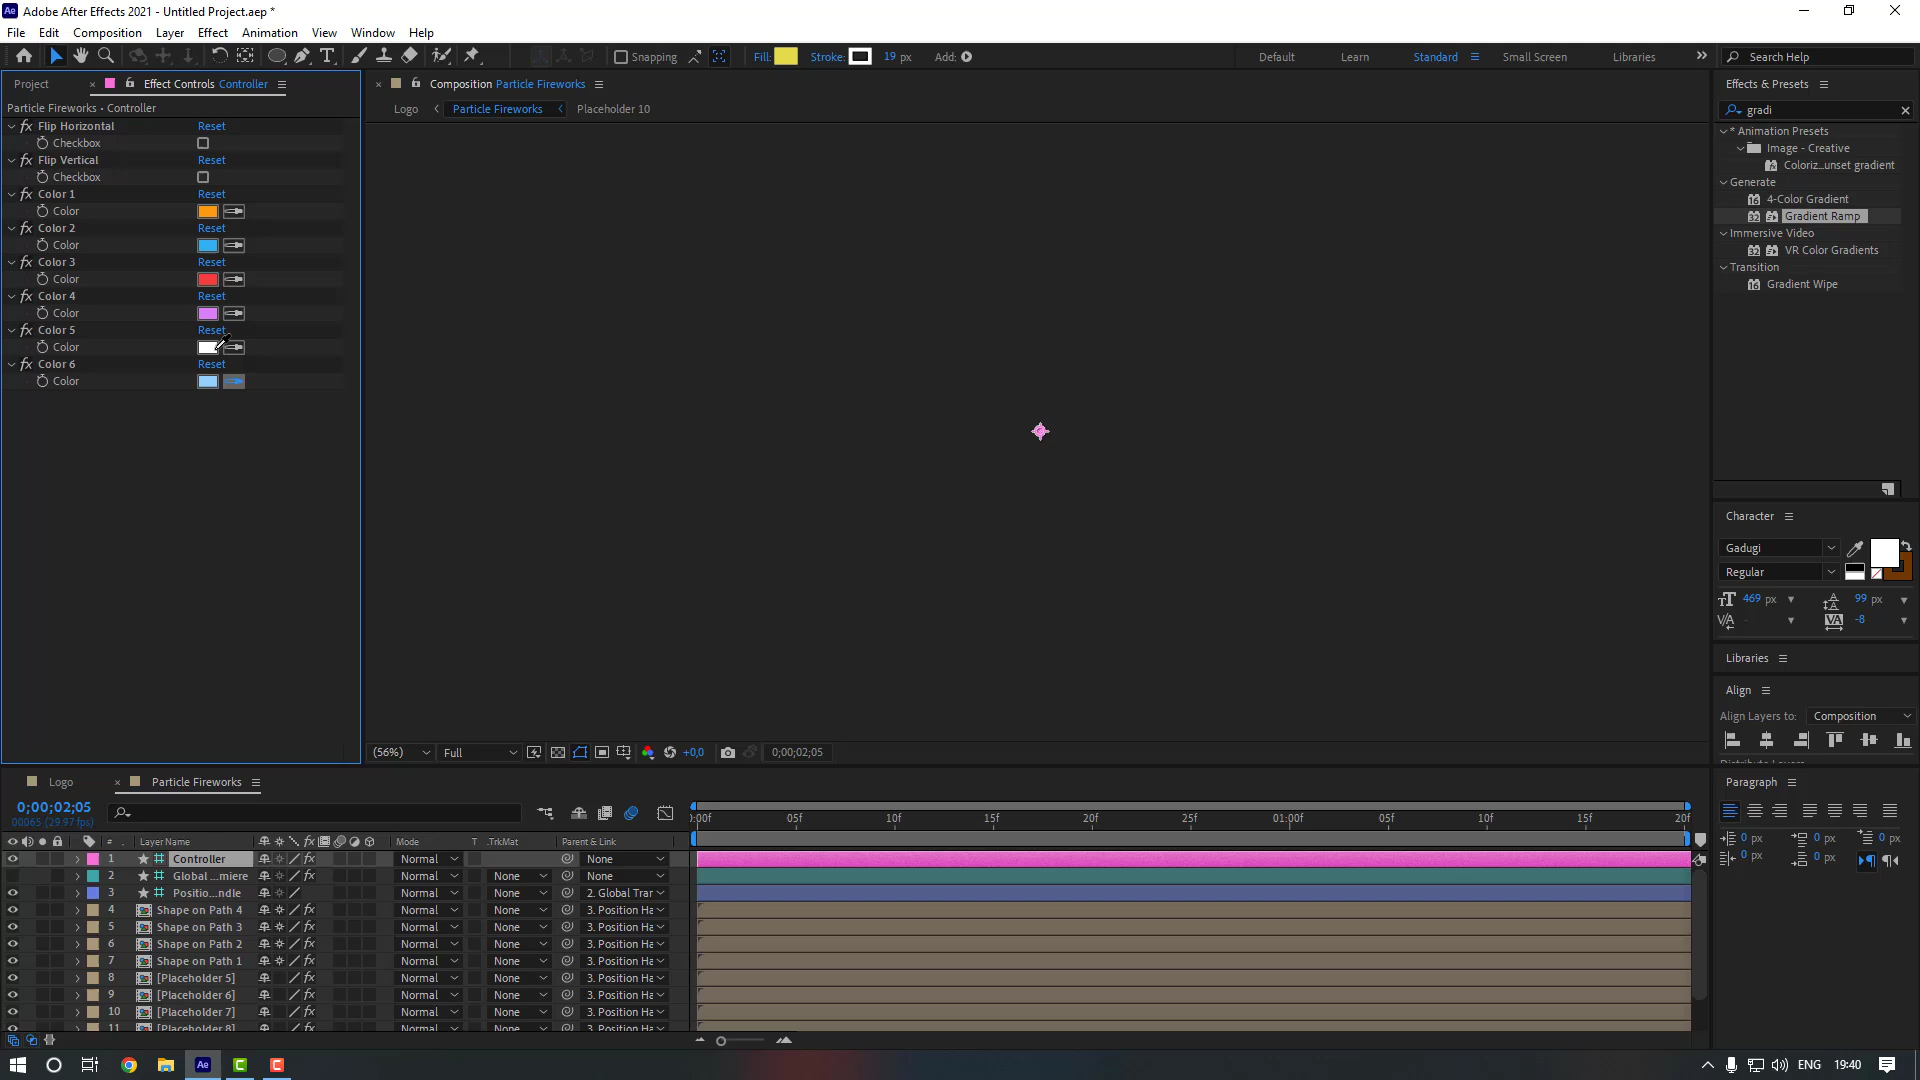 Adobe After Effects 2021 - Untitled Project.aep *
File Edit Composition Layer Effect Animation View Window Help
Snapping Fill: Stroke: 19 px Add: Default Learn Standard Small Screen Libraries Search Help
Project Effect Controls Controller
Particle Fireworks • Controller
Flip Horizontal Reset
Checkbox
Flip Vertical Reset
Checkbox
Color 1 Reset
Color
Color 2 Reset
Color
Color 3 Reset
Color
Color 4 Reset
Color
Color 5 Reset
Color
Color 6 Reset
Color
Composition Particle Fireworks
Logo Particle Fireworks Placeholder 10
(56%) Full +0,0 0;00;02;05
Effects & Presets
gradi
* Animation Presets
Image - Creative
Coloriz...unset gradient
Generate
4-Color Gradient
Gradient Ramp
Immersive Video
VR Color Gradients
Transition
Gradient Wipe
Character
Gadugi
Regular
469 px 99 px
-8
Libraries
Align
Align Layers to: Composition
Paragraph
0 px 0 px 0 px
0 px 0 px
Logo Particle Fireworks
0;00;02;05
00065 (29.97 fps)
:00f 05f 10f 15f 20f 25f 01:00f 05f 10f 15f 20f
# Layer Name Mode T .TrkMat Parent & Link
1 Controller Normal None
2 Global ...miere Normal None None
3 Positio...ndle Normal None 2. Global Trar
4 Shape on Path 4 Normal None 3. Position Ha
5 Shape on Path 3 Normal None 3. Position Ha
6 Shape on Path 2 Normal None 3. Position Ha
7 Shape on Path 1 Normal None 3. Position Ha
8 [Placeholder 5] Normal None 3. Position Ha
9 [Placeholder 6] Normal None 3. Position Ha
10 [Placeholder 7] Normal None 3. Position Ha
11 [Placeholder 8] Normal None 3. Position Ha
ENG 19:40